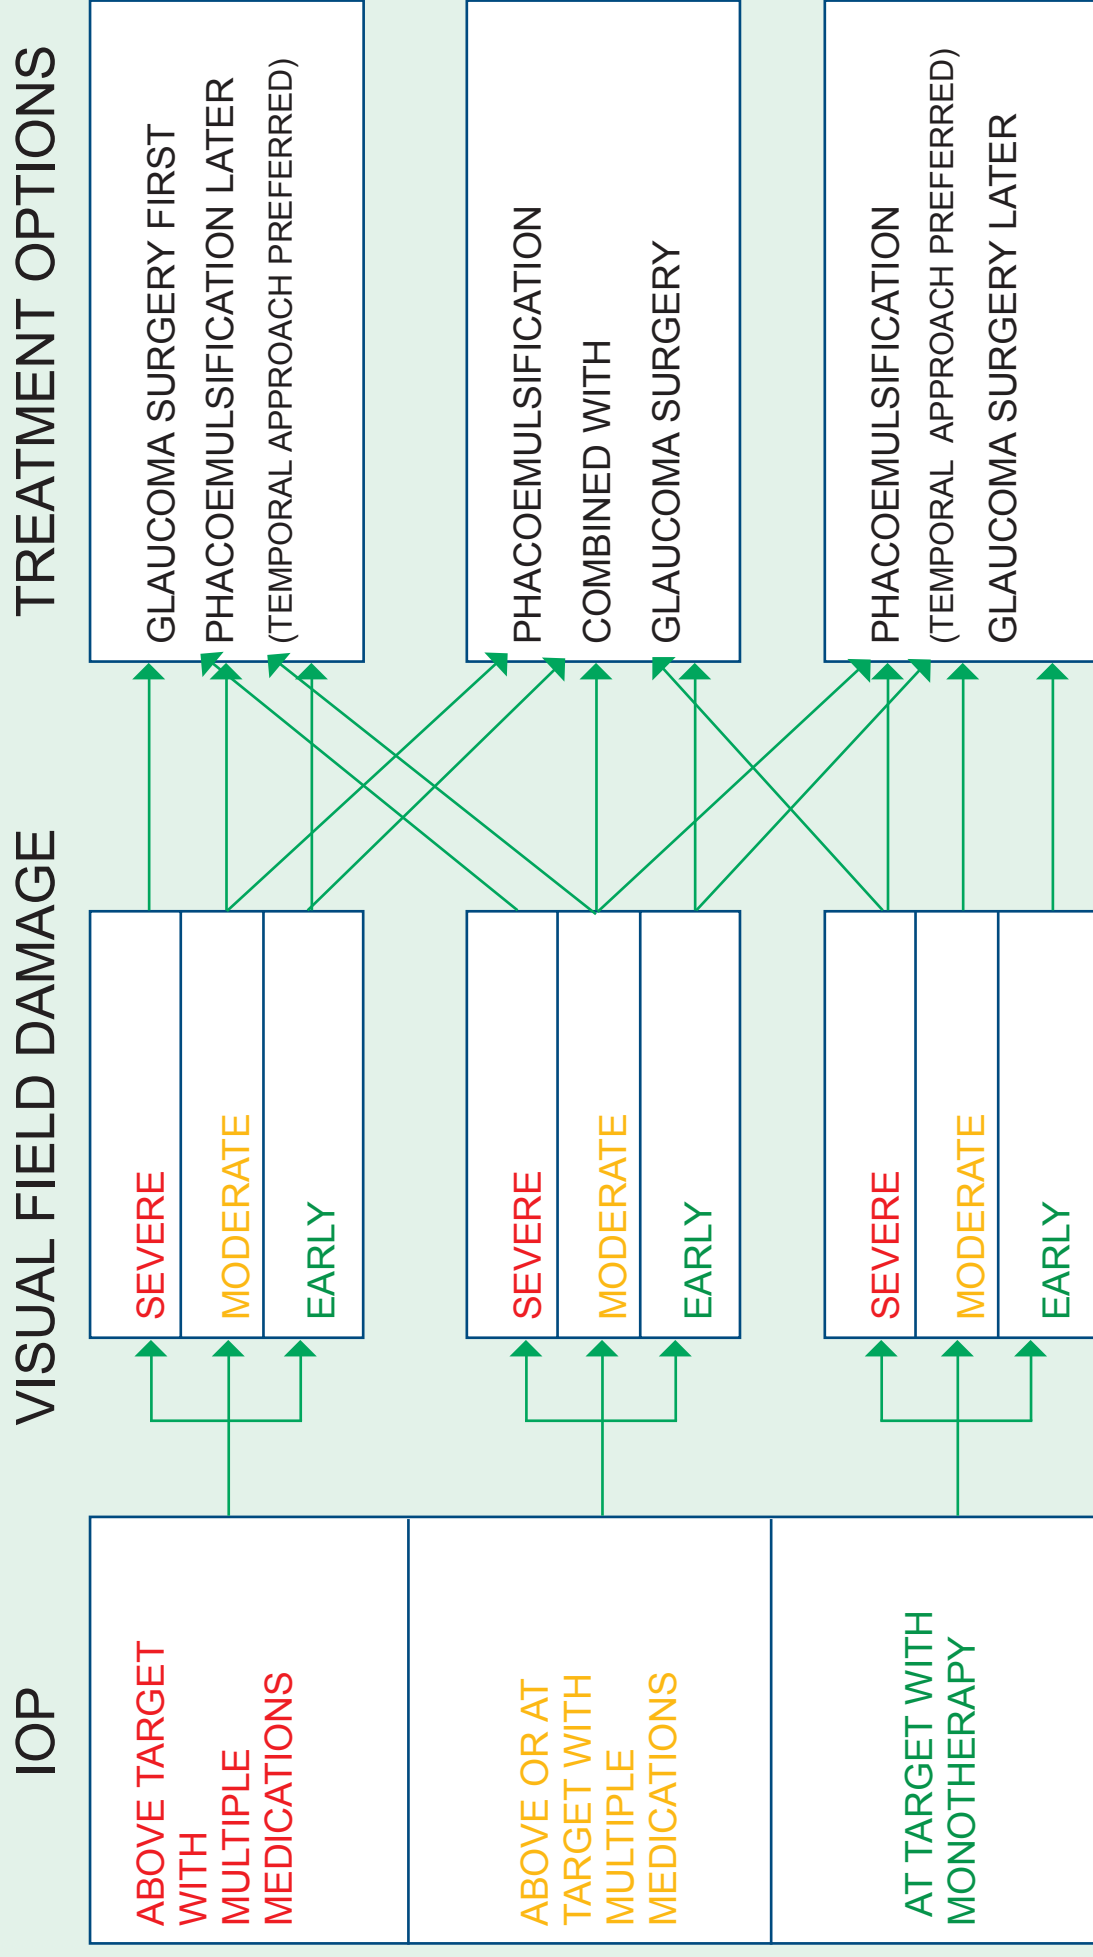 IOP
VISUAL FIELD DAMAGE
TREATMENT OPTIONS
ABOVE TARGET
WITH
MULTIPLE
MEDICATIONS
SEVERE
MODERATE
EARLY
GLAUCOMA SURGERY FIRST
PHACOEMULSIFICATION LATER
(TEMPORAL APPROACH PREFERRED)
ABOVE OR AT
TARGET WITH
MULTIPLE
MEDICATIONS
SEVERE
MODERATE
EARLY
PHACOEMULSIFICATION
COMBINED WITH
GLAUCOMA SURGERY
AT TARGET WITH
MONOTHERAPY
SEVERE
MODERATE
EARLY
PHACOEMULSIFICATION
(TEMPORAL APPROACH PREFERRED)
GLAUCOMA SURGERY LATER